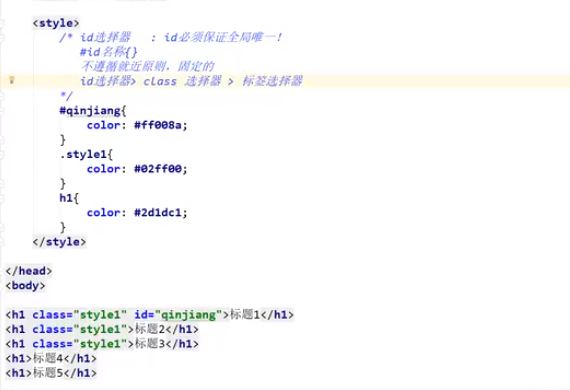 <style>
/* id选择器 : id必须保证全局唯一!
#id名称{}
不遵循就近原则，固定的
id选择器> class 选择器 > 标签选择器
*/
#qinjiang{
color: #ff008a;
}
.style1{
color: #02ff00;
}
h1{
color: #2d1dc1;
}
</style>
</head>
<body>
<h1 class="style1" id="qinjiang">标题1</h1>
<h1 class="style1">标题2</h1>
<h1 class="style1">标题3</h1>
<h1>标题4</h1>
<h1>标题5</h1>